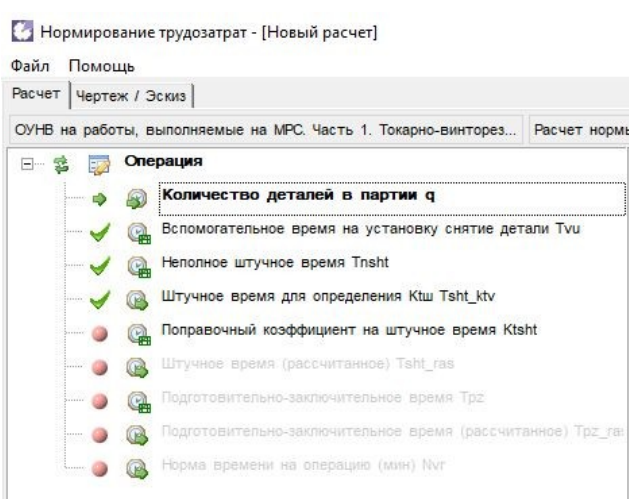 Нормирование трудозатрат - [Новый расчет]
Файл Помощь
Расчет Чертеж / Эскиз
ОУНВ на работы, выполняемые на МРС. Часть 1. Токарно-винторез... Расчет нормы
Операция
Количество деталей в партии q
Вспомогательное время на установку снятие детали Tvu
Неполное штучное время Tnsht
Штучное время для определения Ktш Tsht_ktv
Поправочный коэффициент на штучное время Ktsht
Штучное время (рассчитанное) Tsht_ras
Подготовительно-заключительное время Tpz
Подготовительно-заключительное время (рассчитанное) Tpz_ras
Норма времени на операцию (мин) Nvr